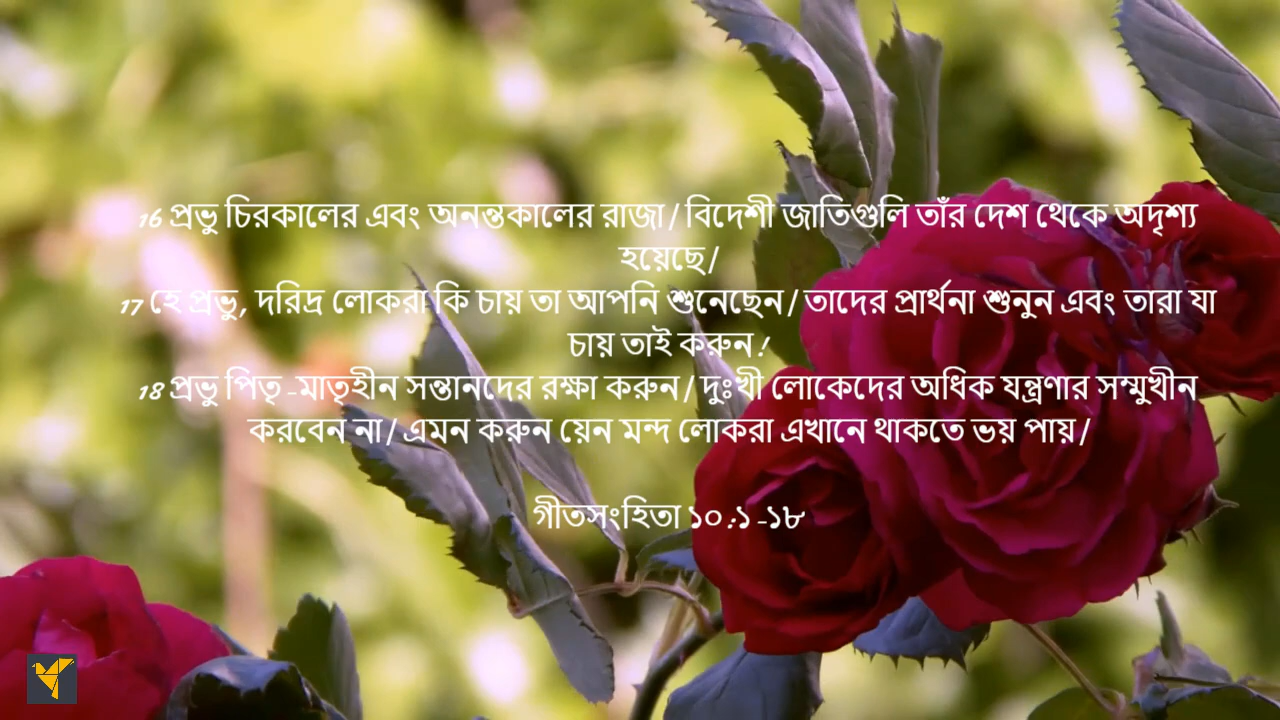 16 প্রভু চিরকালের এবং অনন্তকালের রাজা/ বিদেশী জাতিগুলি তাঁর দেশ থেকে অদৃশ্য
হয়েছে/
17 হে প্রভু, দরিদ্র লোকরা কি চায় তা আপনি শুনেছেন/ তাদের প্রার্থনা শুনুন এবং তারা যা
চায় তাই করুন!
18 প্রভু পিতৃ-মাতৃহীন সন্তানদের রক্ষা করুন/ দুঃখী লোকেদের অধিক যন্ত্রণার সম্মুখীন
করবেন না/ এমন করুন য়েন মন্দ লোকরা এখানে থাকতে ভয় পায়/
গীতসংহিতা ১০:১-১৮